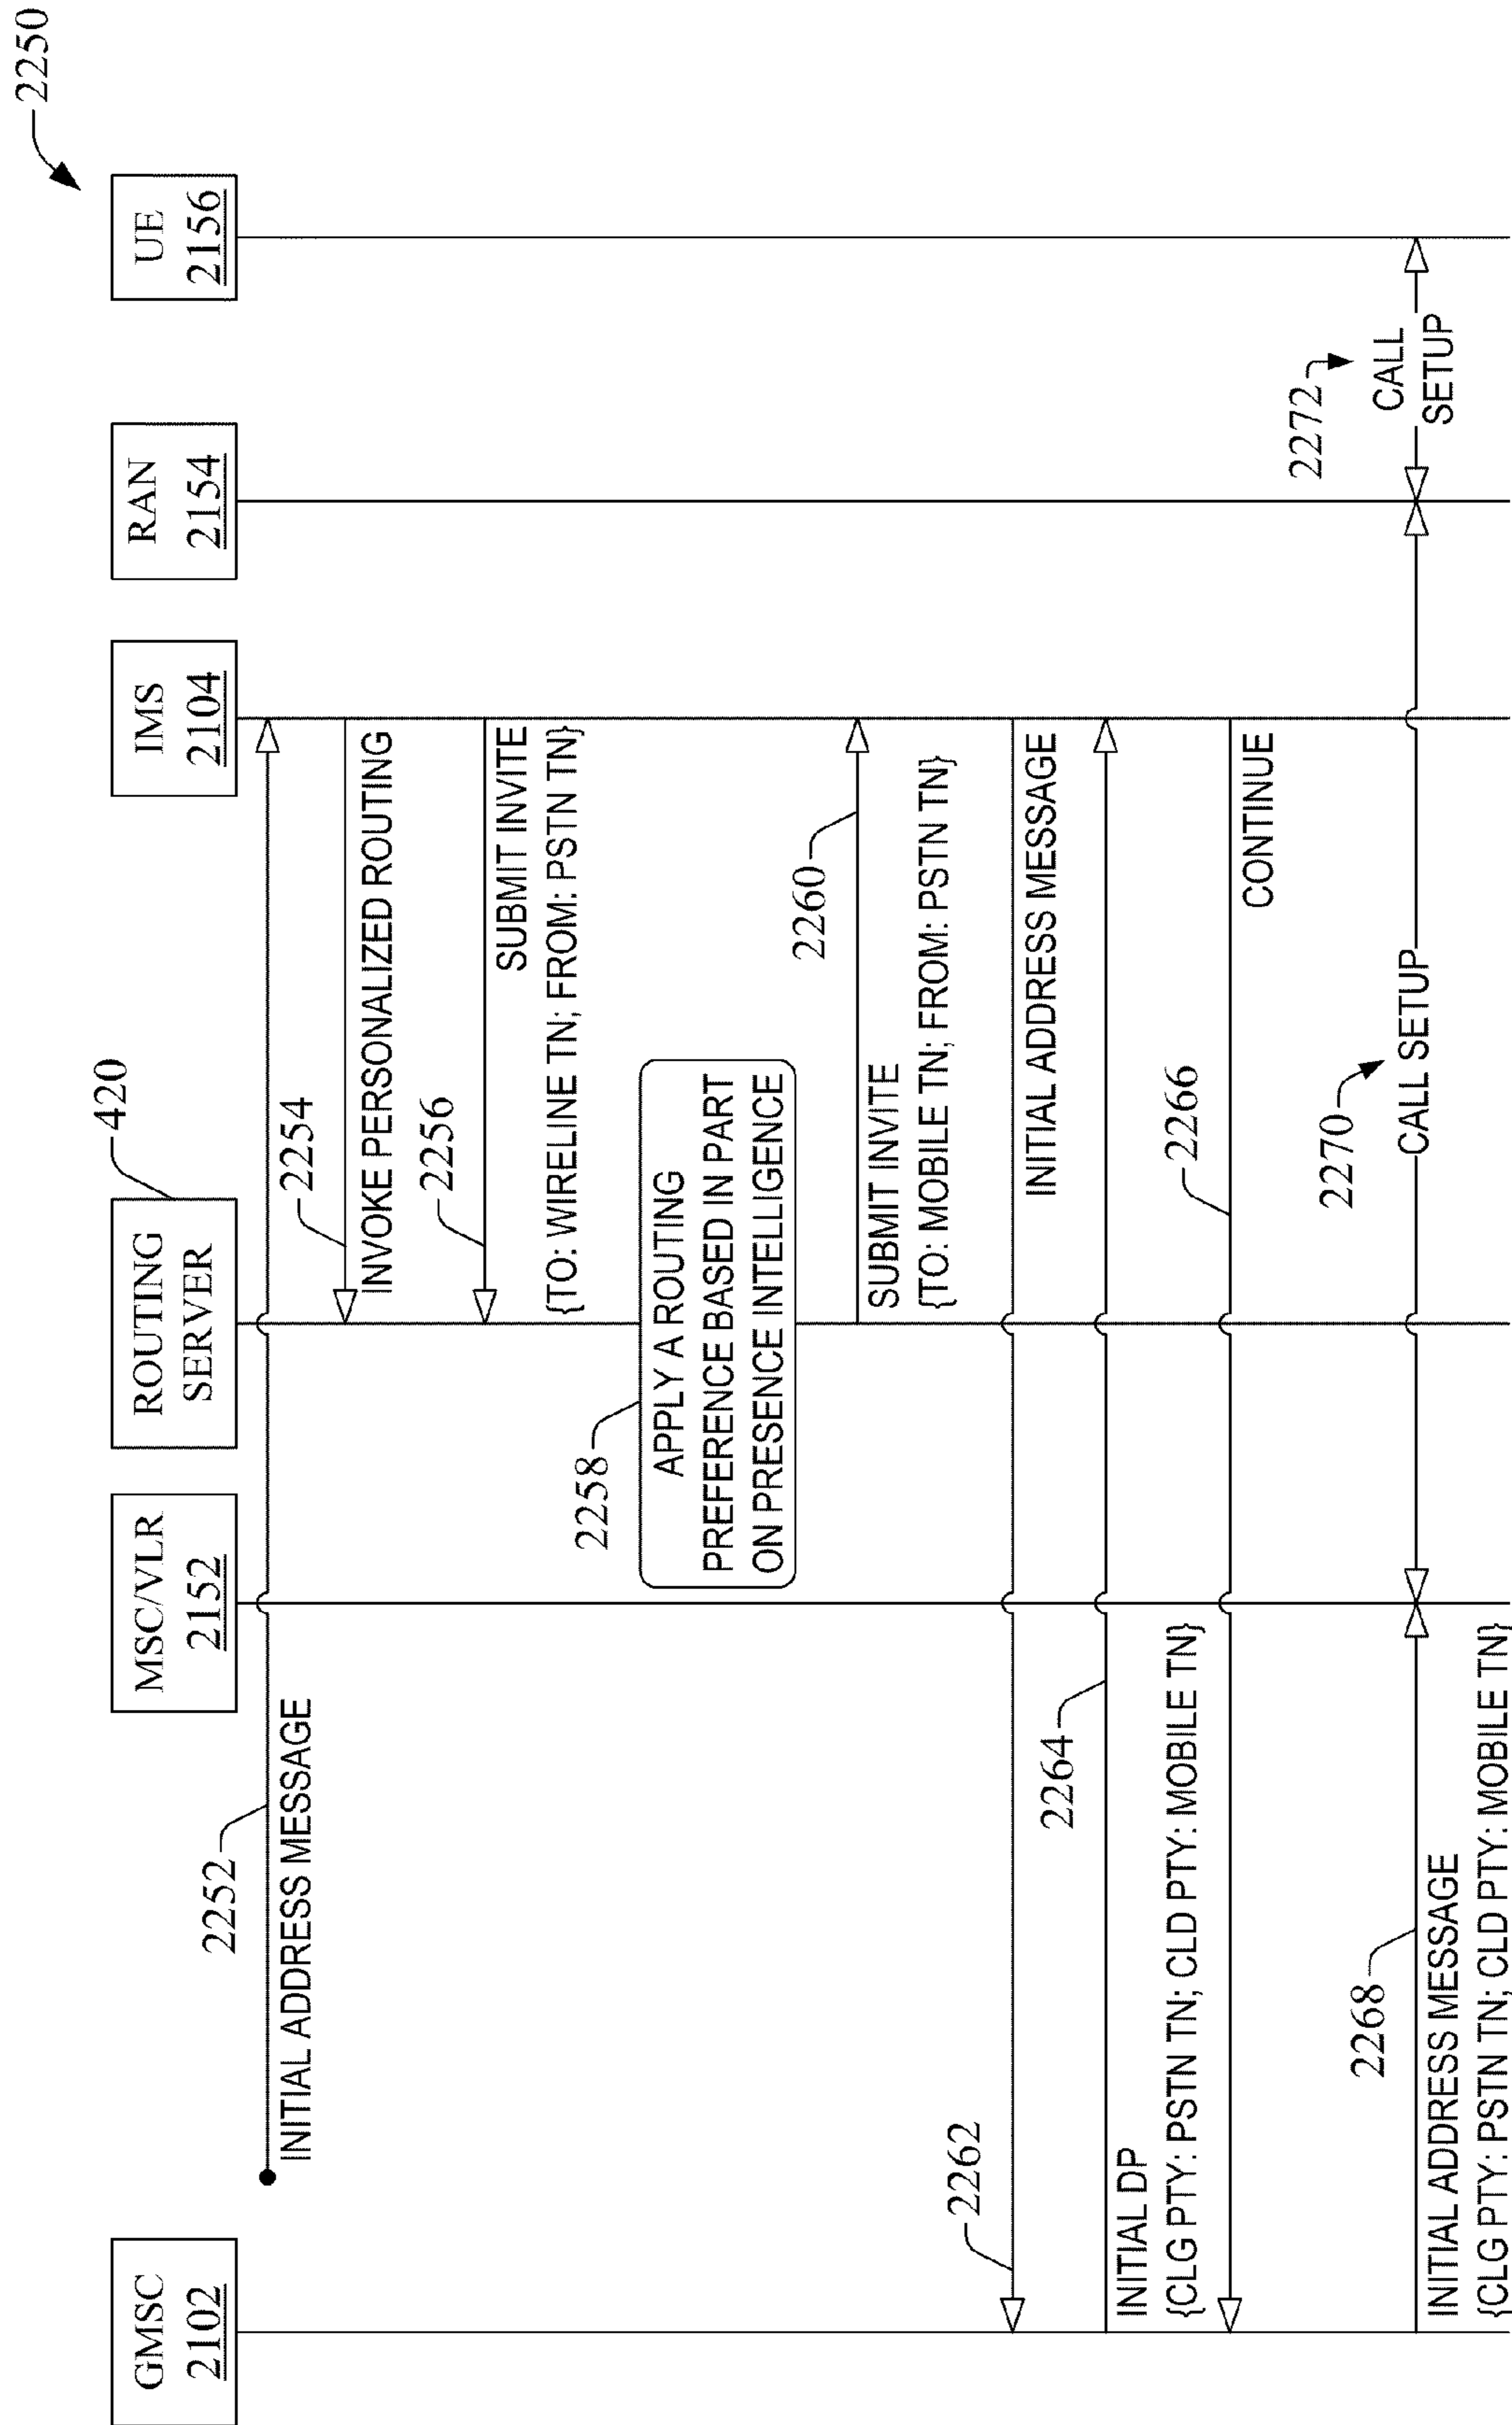 GMSC
2102
MSC/VLR
2152
ROUTING
SERVER
420
IMS
2104
RAN
2154
UE
2156
2250
2252
INITIAL ADDRESS MESSAGE
2254
INVOKE PERSONALIZED ROUTING
2256
SUBMIT INVITE
{TO: WIRELINE TN; FROM: PSTN TN}
2258
APPLY A ROUTING
PREFERENCE BASED IN PART
ON PRESENCE INTELLIGENCE
2260
SUBMIT INVITE
{TO: MOBILE TN; FROM: PSTN TN}
2262
INITIAL ADDRESS MESSAGE
2264
INITIAL DP
{CLG PTY: PSTN TN; CLD PTY: MOBILE TN}
2266
CONTINUE
2268
INITIAL ADDRESS MESSAGE
{CLG PTY: PSTN TN; CLD PTY: MOBILE TN}
2270
CALL SETUP
2272
CALL
SETUP